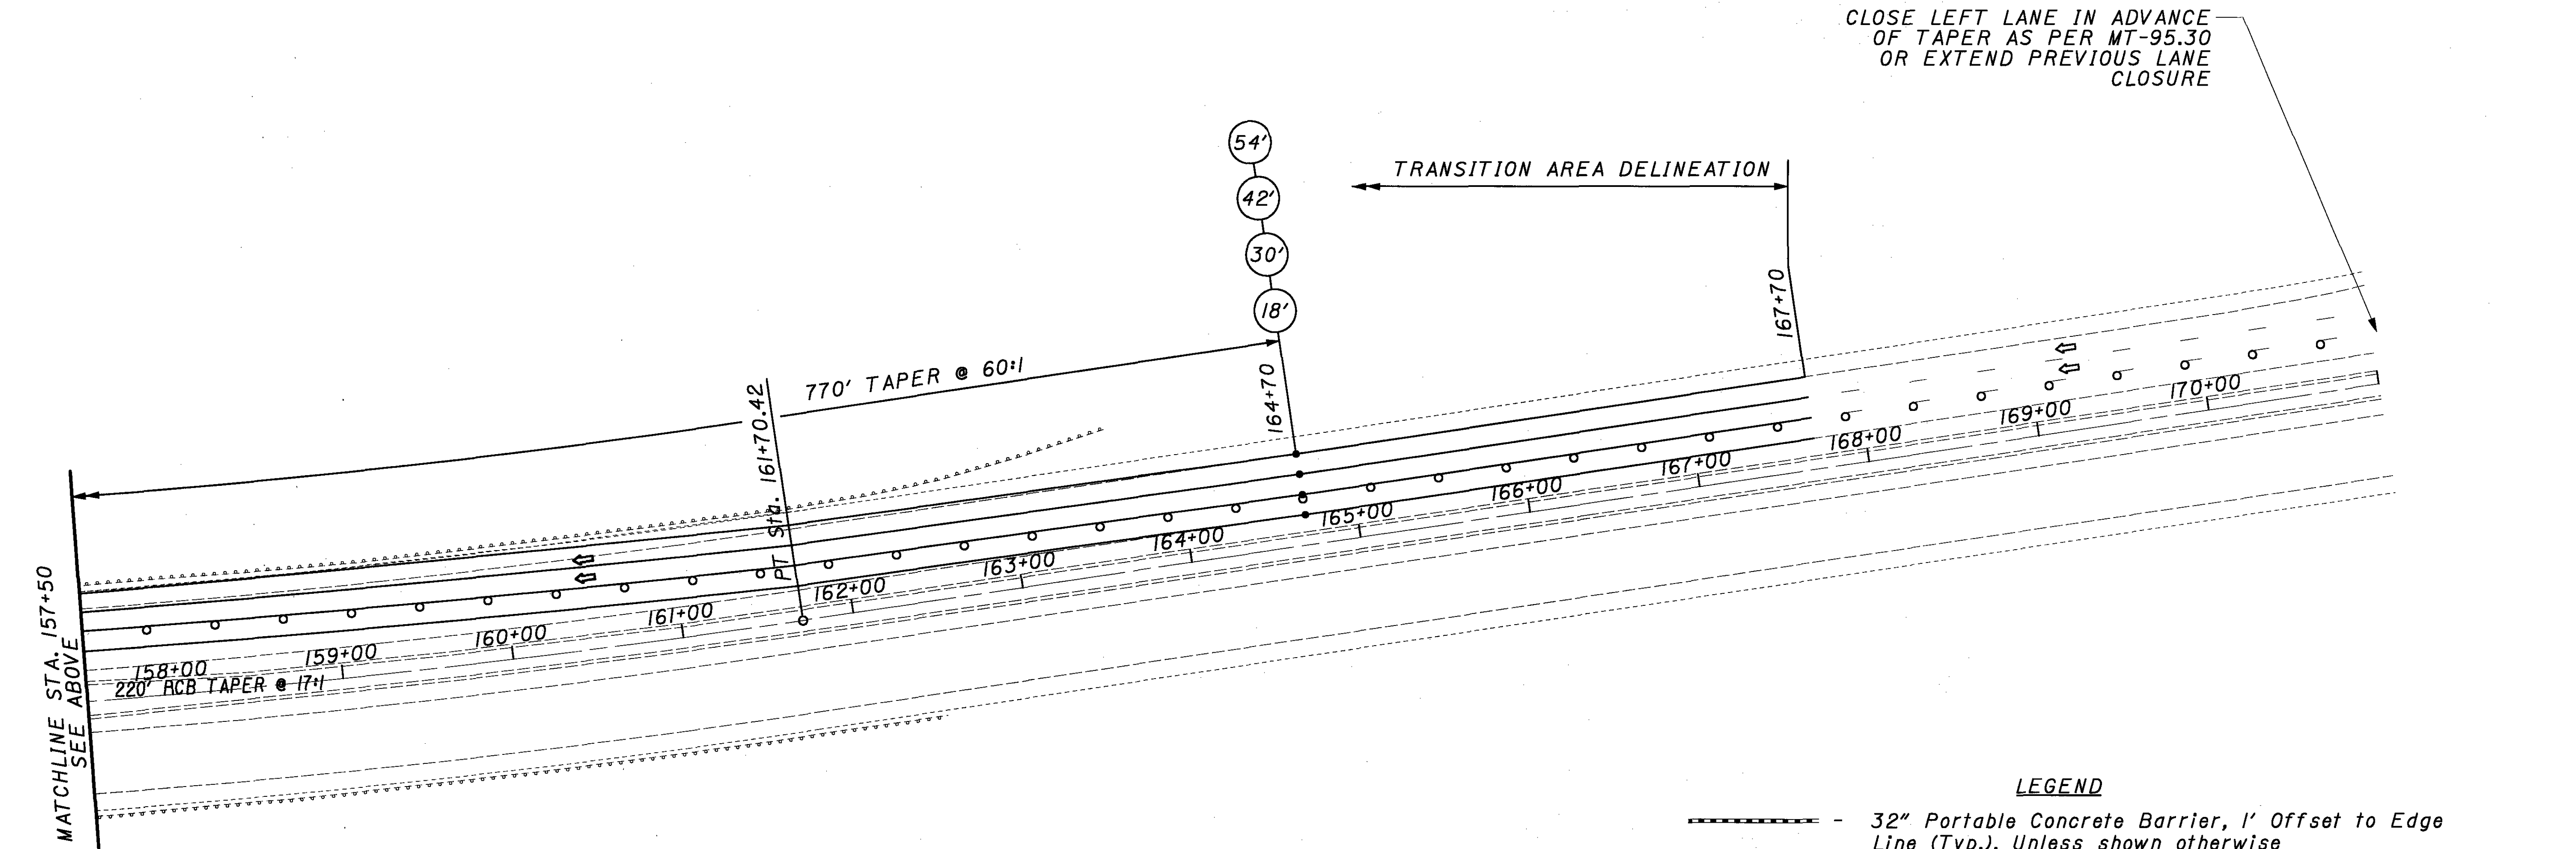 CLOSE LEFT LANE IN ADVANCE
OF TAPER AS PER MT-95.30
OR EXTEND PREVIOUS LANE
CLOSURE
54'
42'
30'
18'
TRANSITION AREA DELINEATION
770' TAPER @ 60:1
PT Sta. 161+70.42
164+70
167+70
158+00
159+00
160+00
161+00
162+00
163+00
164+00
165+00
166+00
167+00
168+00
169+00
170+00
220' RCB TAPER @ 17:1
MATCHLINE STA. 157+50
SEE ABOVE
LEGEND
- 32" Portable Concrete Barrier, 1' Offset to Edge
Line (Typ.), Unless shown otherwise